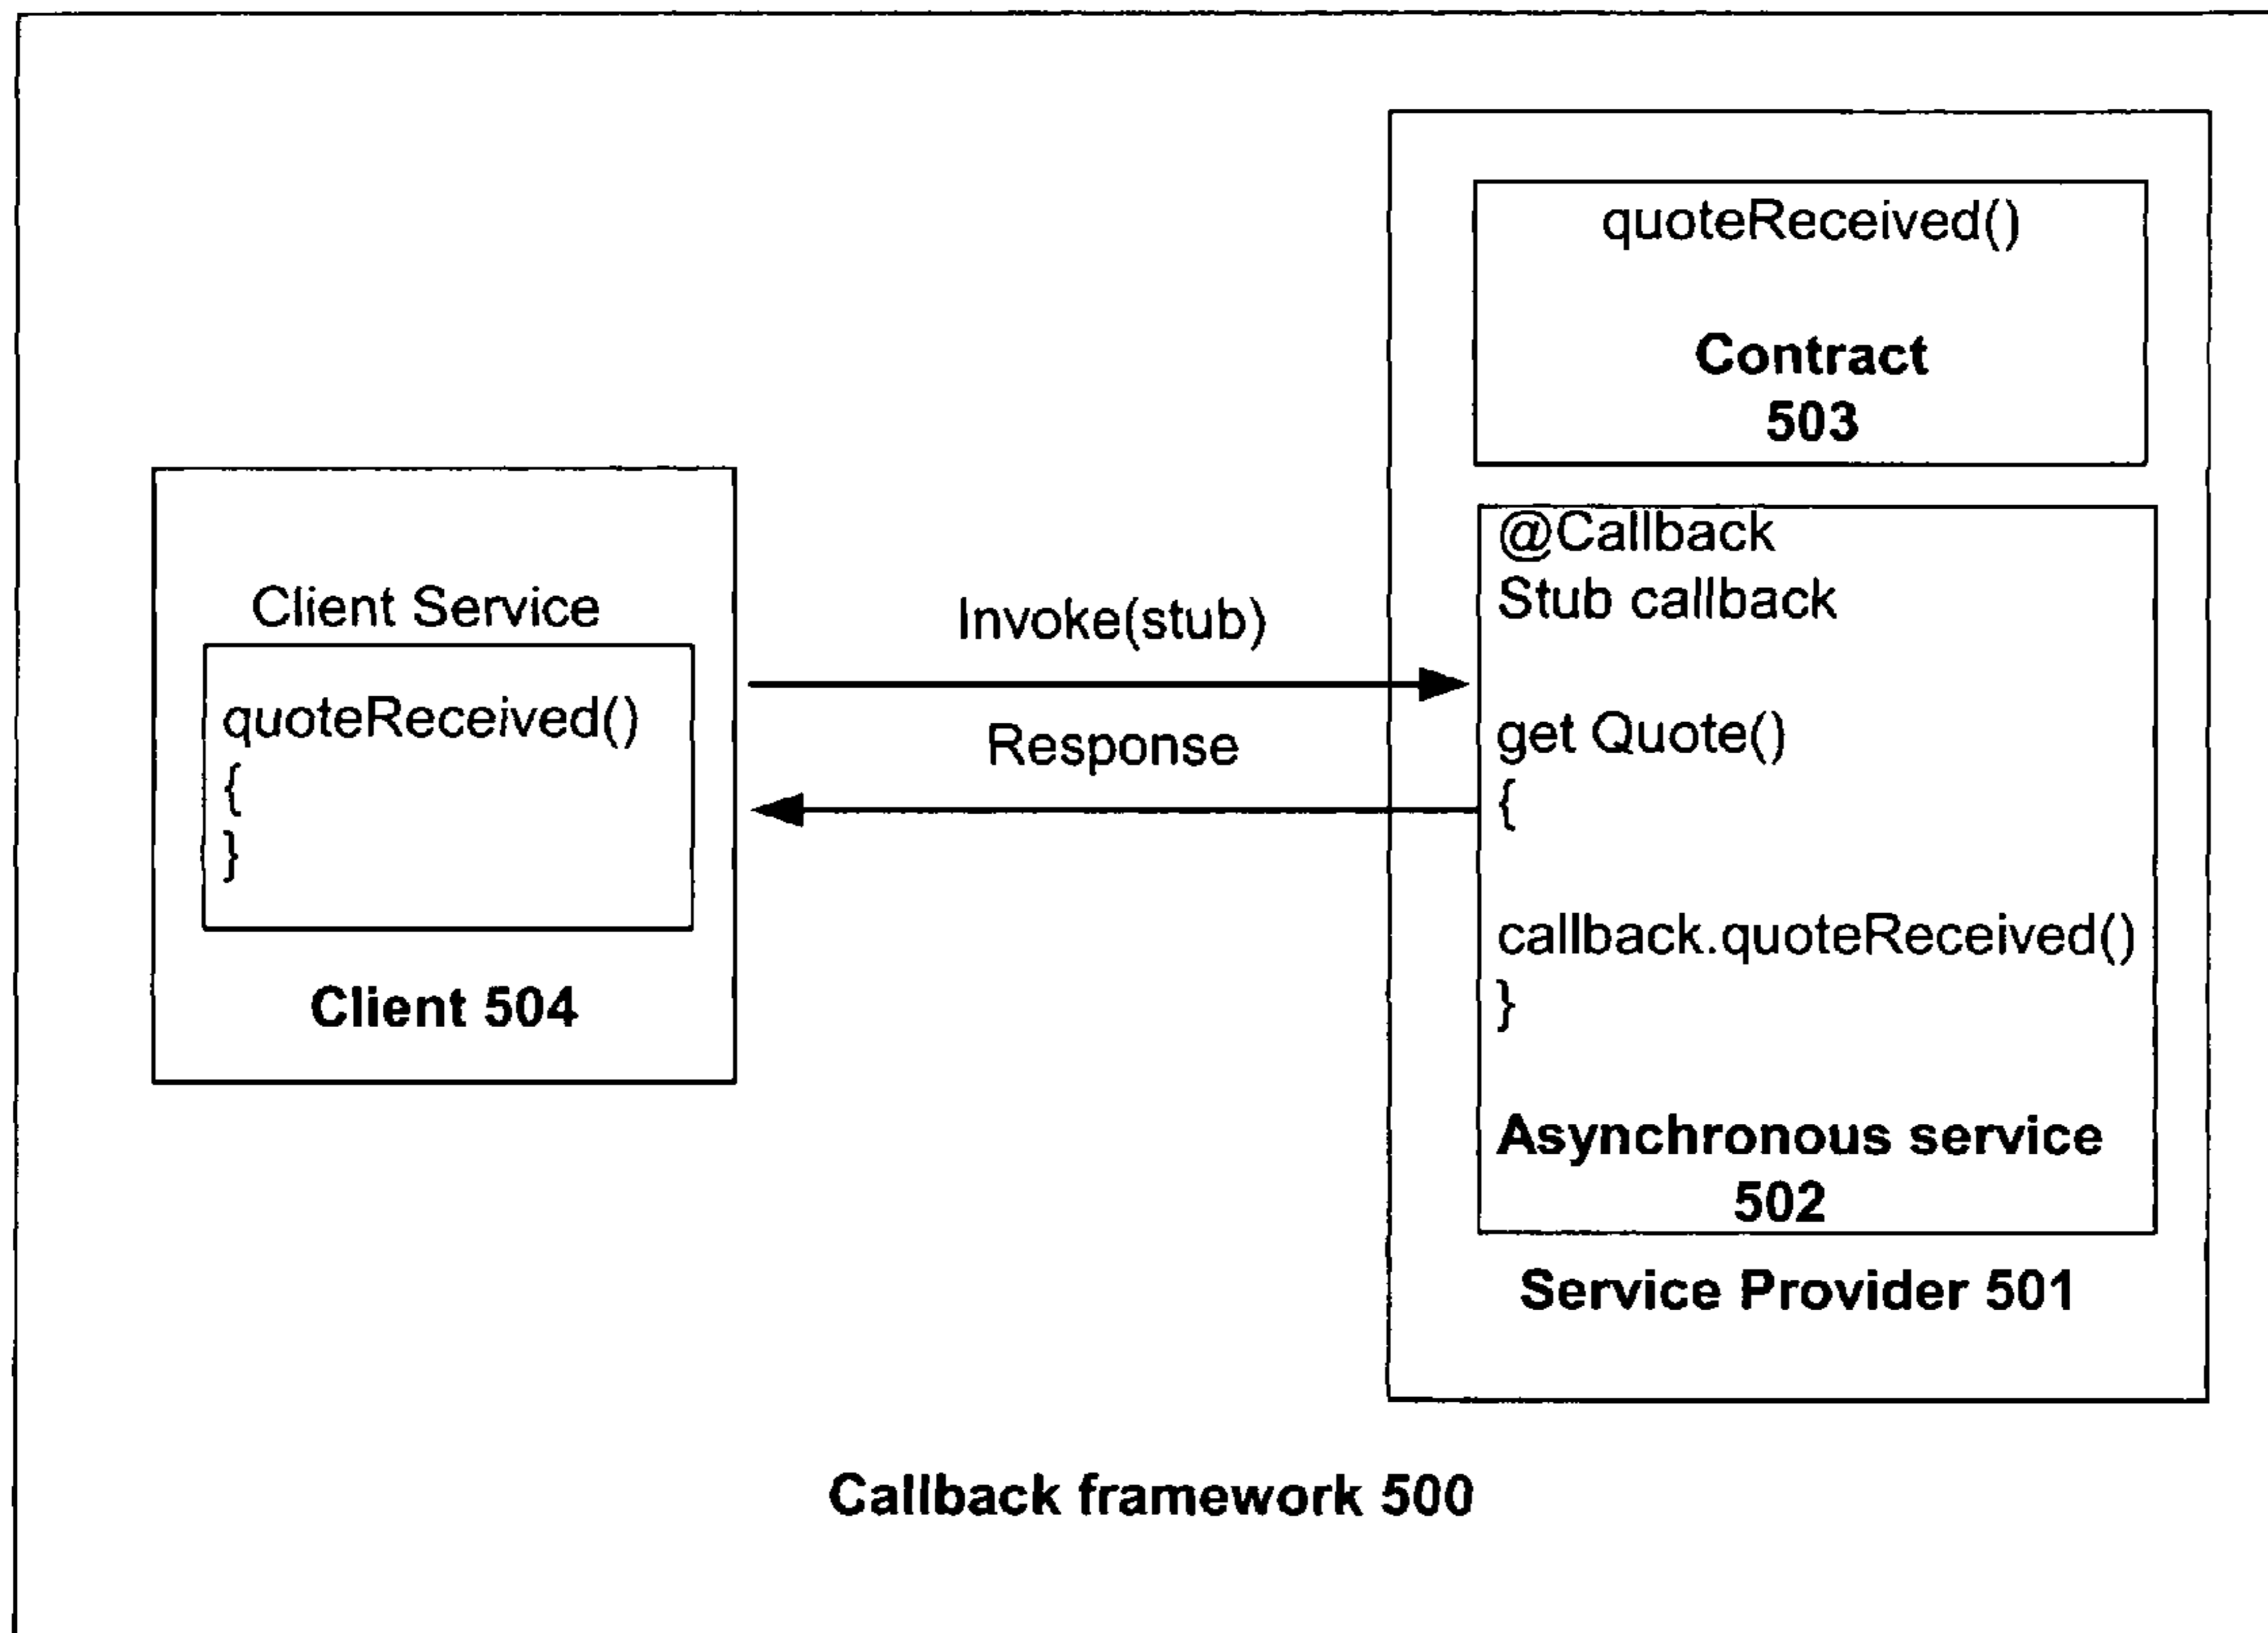 quoteReceived()
Contract
503
Client Service
quoteReceived()
{
}
Client 504
Invoke(stub)
Response
@Callback
Stub callback
get Quote()
{
callback.quoteReceived()
}
Asynchronous service
502
Service Provider 501
Callback framework 500